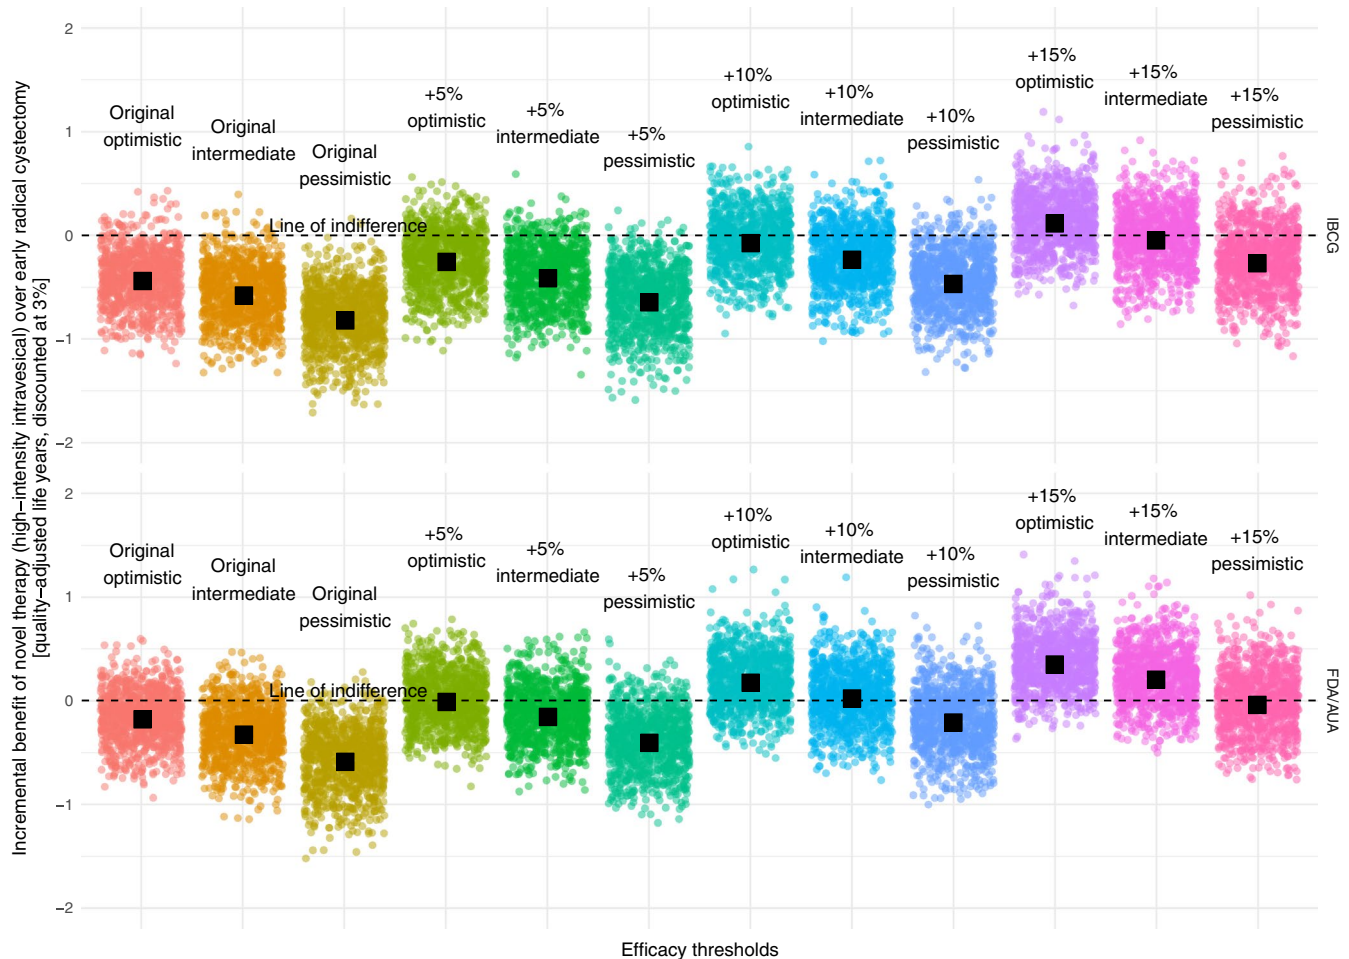 Incremental benefit of novel therapy (high−intensity intravesical) over early radical cystectomy
[quality−adjusted life years, discounted at 3%]
2
1
0
−1
−2
Original
optimistic
Original
intermediate
Original
pessimistic
+5%
optimistic
+5%
intermediate
+5%
pessimistic
+10%
optimistic
+10%
intermediate
+10%
pessimistic
+15%
optimistic
+15%
intermediate
+15%
pessimistic
Line of indifference
IBCG
2
1
0
−1
−2
Original
optimistic
Original
intermediate
Original
pessimistic
+5%
optimistic
+5%
intermediate
+5%
pessimistic
+10%
optimistic
+10%
intermediate
+10%
pessimistic
+15%
optimistic
+15%
intermediate
+15%
pessimistic
Line of indifference
FDA/AUA
Efficacy thresholds